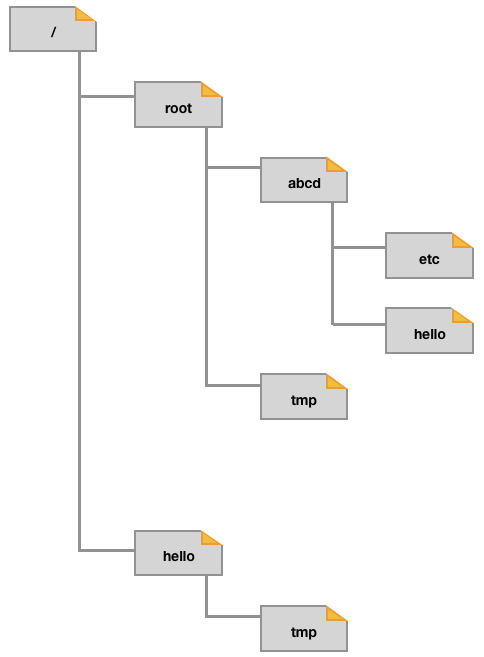 /
root
abcd
etc
hello
tmp
hello
tmp